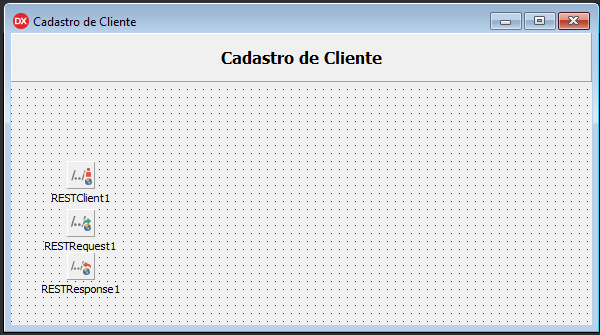 DX Cadastro de Cliente
Cadastro de Cliente
/../
RESTClient1
/../
RESTRequest1
/../
RESTResponse1